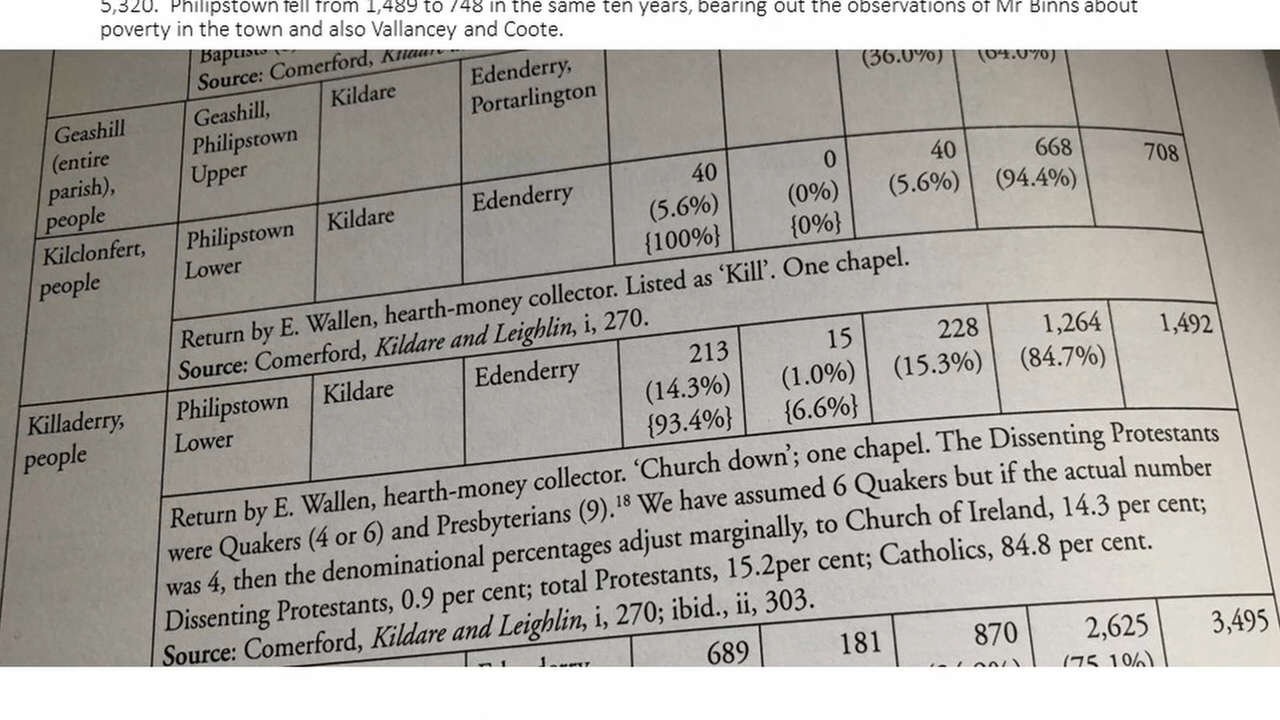 5,320. Philipstown fell from 1,489 to 748 in the same ten years, bearing out the observations of Mr Binns about
poverty in the town and also Vallancey and Coote.
Baptists
Source: Comerford, Kildare
(36.0%) (64.0%)
Geashill
(entire
parish),
people
Geashill,
Philipstown
Upper
Kildare
Edenderry,
Portarlington
Kilclonfert,
people
Philipstown
Lower
Kildare
Edenderry
40
(5.6%)
{100%}
0
(0%)
{0%}
40
(5.6%)
668
(94.4%)
708
Return by E. Wallen, hearth-money collector. Listed as ‘Kill’. One chapel.
Source: Comerford, Kildare and Leighlin, i, 270.
Killaderry,
people
Philipstown
Lower
Kildare
Edenderry
213
(14.3%)
{93.4%}
15
(1.0%)
{6.6%}
228
(15.3%)
1,264
(84.7%)
1,492
Return by E. Wallen, hearth-money collector. ‘Church down’; one chapel. The Dissenting Protestants
were Quakers (4 or 6) and Presbyterians (9).18 We have assumed 6 Quakers but if the actual number
was 4, then the denominational percentages adjust marginally, to Church of Ireland, 14.3 per cent;
Dissenting Protestants, 0.9 per cent; total Protestants, 15.2per cent; Catholics, 84.8 per cent.
Source: Comerford, Kildare and Leighlin, i, 270; ibid., ii, 303.
689
181
870
2,625
(75.1%)
3,495